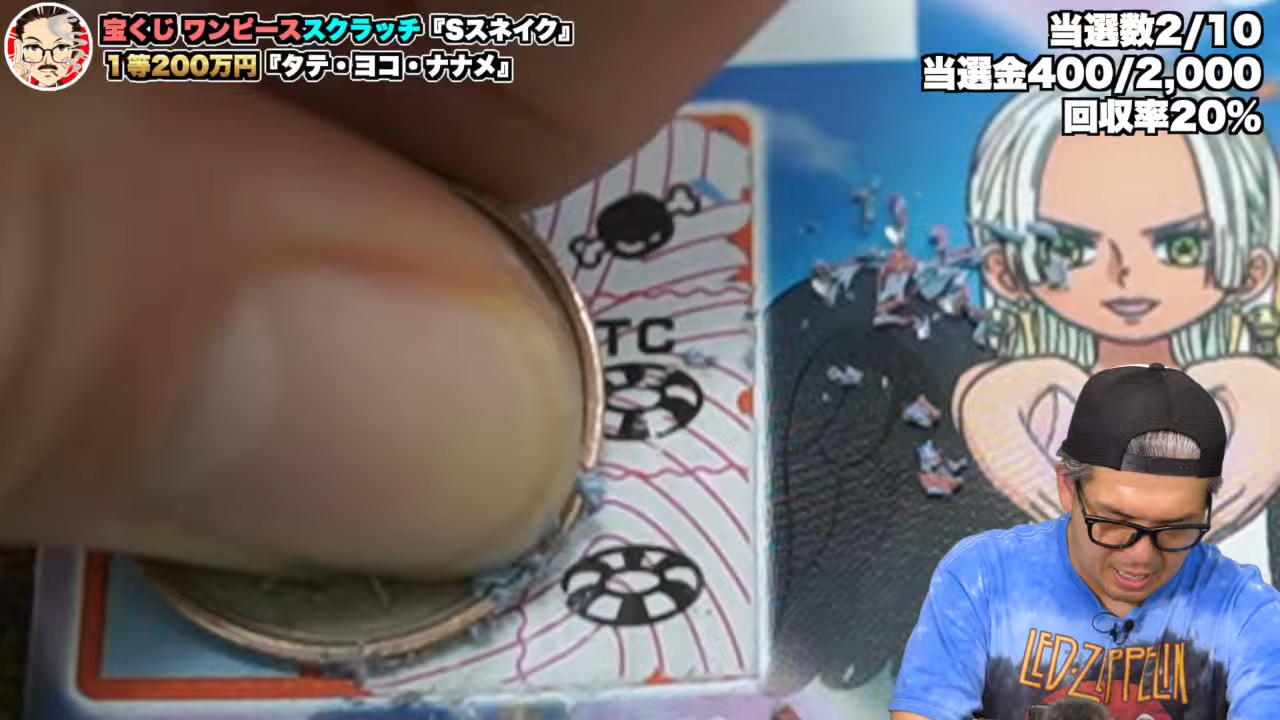 宝くじ ワンピーススクラッチ『Sスネイク』
1等200万円『タテ・ヨコ・ナナメ』
当選数2/10
当選金400/2,000
回収率20%
TC
LED-ZEPPELIN